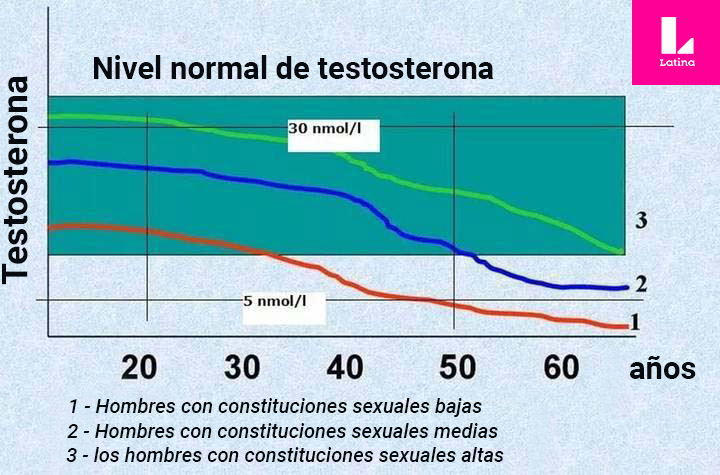 Latina
Nivel normal de testosterona
Testosterona
30 nmol/l
3
2
5 nmol/l
1
20 30 40 50 60 años
1 - Hombres con constituciones sexuales bajas
2 - Hombres con constituciones sexuales medias
3 - los hombres con constituciones sexuales altas